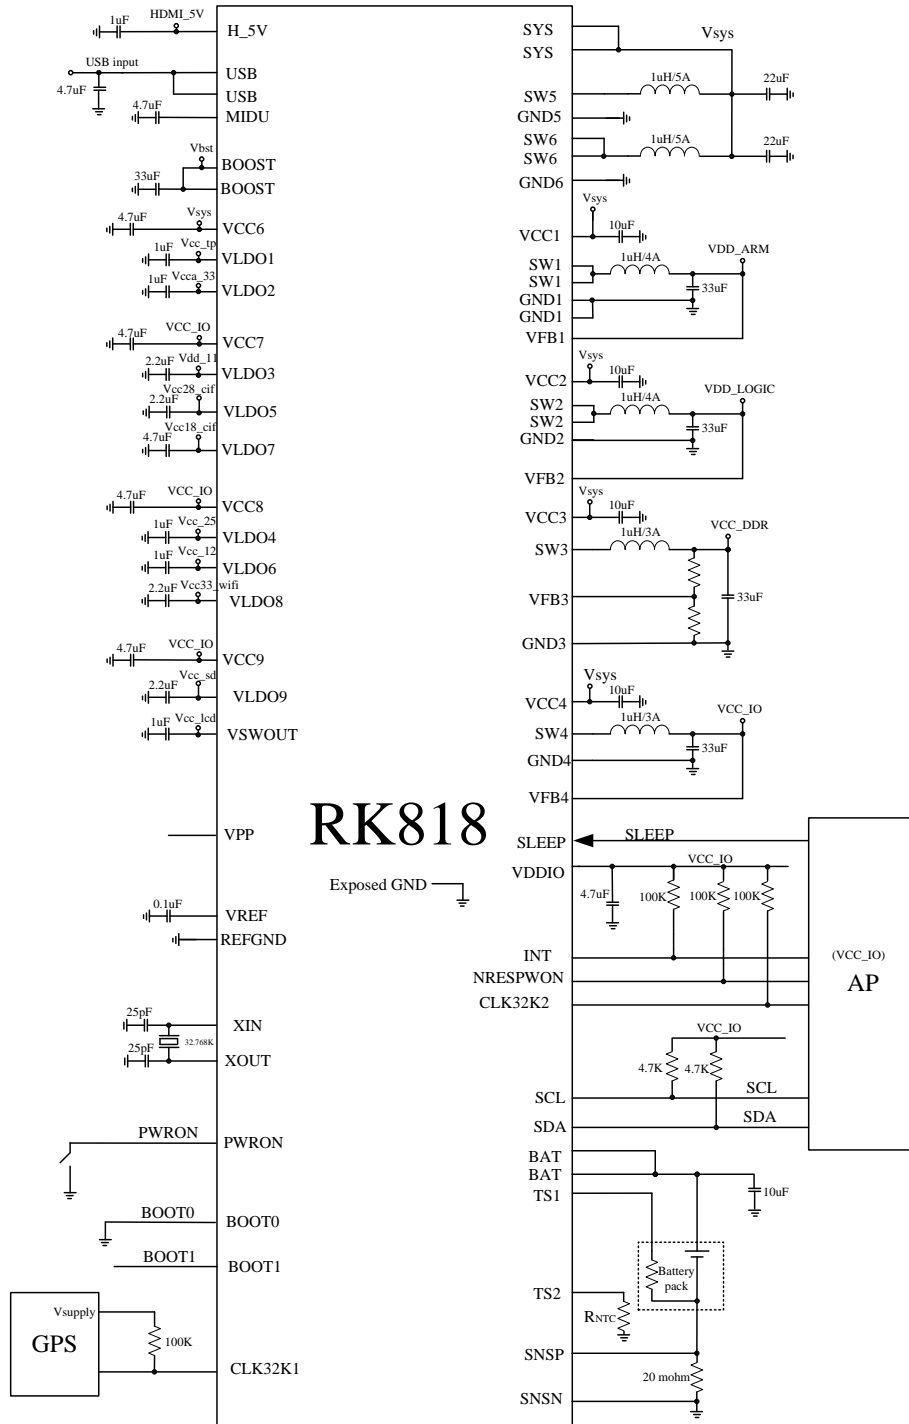 1uF HDMI_5V H_5V
USB input USB
4.7uF USB
4.7uF MIDU
Vbst BOOST
33uF BOOST
4.7uF Vsys VCC6
1uF Vcc_tp VLDO1
1uF Vcca_33 VLDO2
4.7uF VCC_IO VCC7
2.2uF Vdd_11 VLDO3
2.2uF Vcc28_cif VLDO5
4.7uF Vcc18_cif VLDO7
4.7uF VCC_IO VCC8
1uF Vcc_25 VLDO4
1uF Vcc_12 VLDO6
2.2uF Vcc33_wifi VLDO8
4.7uF VCC_IO VCC9
2.2uF Vcc_sd VLDO9
1uF Vcc_lcd VSWOUT
VPP
0.1uF VREF
REFGND
25pF XIN
32.768K
25pF XOUT
PWRON PWRON
BOOT0 BOOT0
BOOT1 BOOT1
Vsupply
GPS
100K
CLK32K1
RK818
Exposed GND
SYS
SYS Vsys
SW5 1uH/5A 22uF
GND5
SW6
SW6 1uH/5A 22uF
GND6
Vsys
VCC1 10uF
SW1 1uH/4A VDD_ARM
SW1
GND1 33uF
GND1
VFB1
Vsys
VCC2 10uF
SW2 1uH/4A VDD_LOGIC
SW2
GND2 33uF
VFB2
Vsys
VCC3 10uF
SW3 1uH/3A VCC_DDR
VFB3 33uF
GND3
Vsys
VCC4 10uF
SW4 1uH/3A VCC_IO
GND4 33uF
VFB4
SLEEP SLEEP
VDDIO VCC_IO
4.7uF 100K 100K 100K
INT
NRESPWON
CLK32K2
(VCC_IO)
AP
VCC_IO
4.7K 4.7K
SCL SCL
SDA SDA
BAT
BAT
TS1 10uF
Battery
pack
TS2
RNTC
SNSP
20 mohm
SNSN